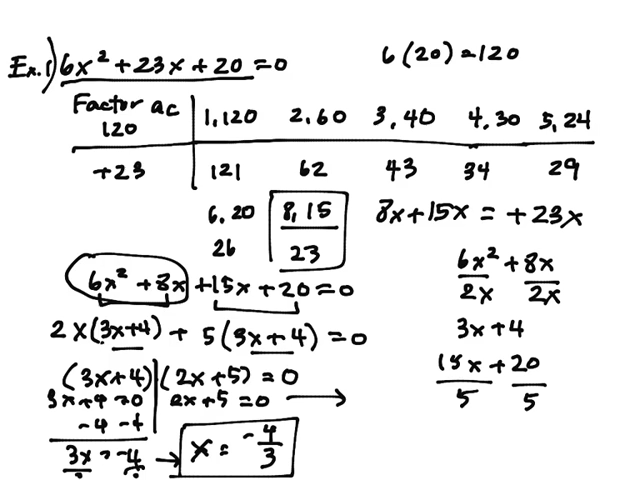 Ex.1) 6x² + 23x + 20 = 0
6(20) = 120
Factor ac 120 | 1,120 2,60 3,40 4,30 5,24
+23 | 121 62 43 34 29
6,20 8,15 8x + 15x = +23x
26 23
6x² + 8x + 15x + 20 = 0
6x²/2x + 8x/2x
2x(3x+4) + 5(3x+4) = 0
3x + 4
(3x+4)(2x+5) = 0
15x/5 + 20/5
3x+4=0 2x+5=0 →
-4 -4
3x = -4 → x = -4/3